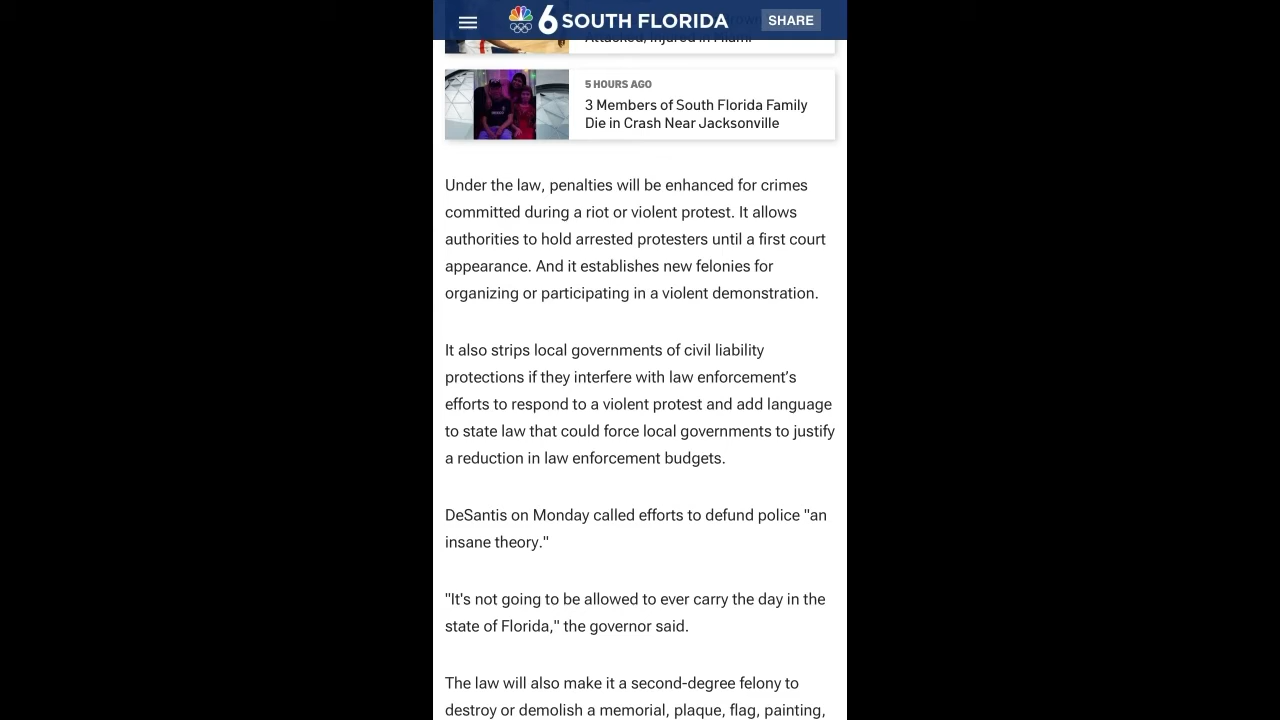 6 SOUTH FLORIDA SHARE
Attacked, Injured in Miami
5 HOURS AGO
3 Members of South Florida Family
Die in Crash Near Jacksonville
Under the law, penalties will be enhanced for crimes
committed during a riot or violent protest. It allows
authorities to hold arrested protesters until a first court
appearance. And it establishes new felonies for
organizing or participating in a violent demonstration.
It also strips local governments of civil liability
protections if they interfere with law enforcement’s
efforts to respond to a violent protest and add language
to state law that could force local governments to justify
a reduction in law enforcement budgets.
DeSantis on Monday called efforts to defund police "an
insane theory."
"It's not going to be allowed to ever carry the day in the
state of Florida," the governor said.
The law will also make it a second-degree felony to
destroy or demolish a memorial, plaque, flag, painting,